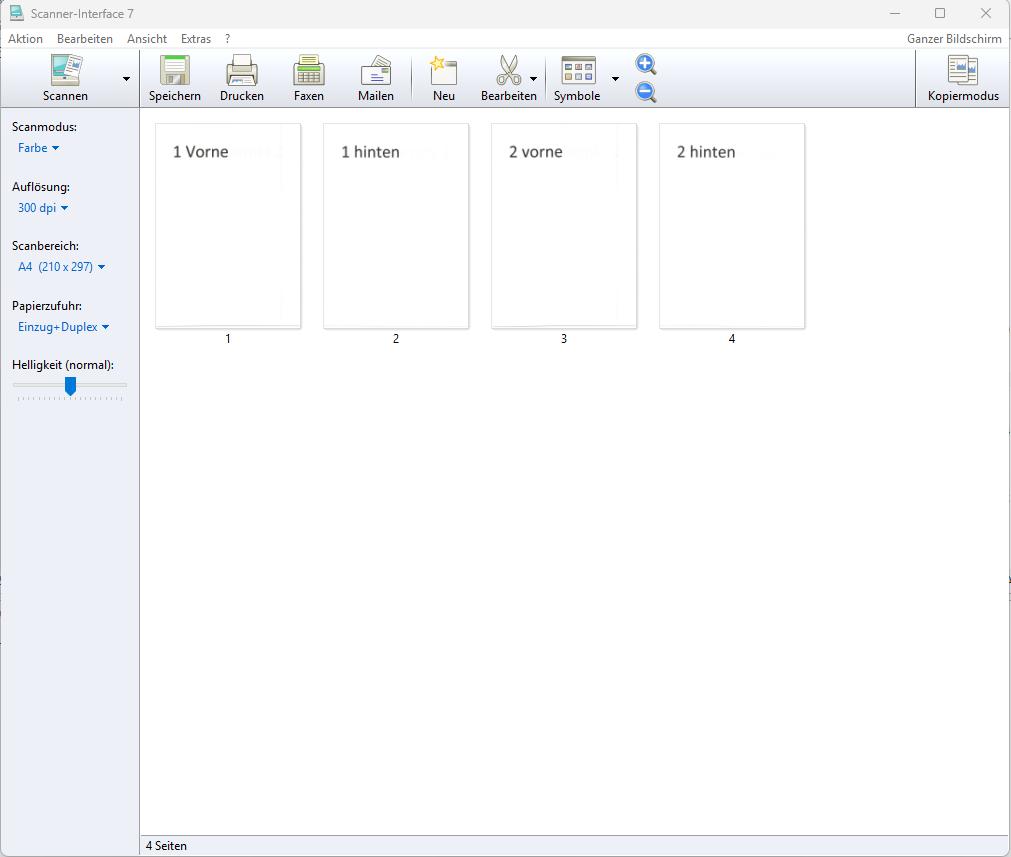 Scanner-Interface 7
Aktion Bearbeiten Ansicht Extras ? Ganzer Bildschirm
Scannen Speichern Drucken Faxen Mailen Neu Bearbeiten Symbole Kopiermodus
Scanmodus:
Farbe
Auflösung:
300 dpi
Scanbereich:
A4 (210 x 297)
Papierzufuhr:
Einzug+Duplex
Helligkeit (normal):
1 Vorne 1 hinten 2 vorne 2 hinten
1 2 3 4
4 Seiten